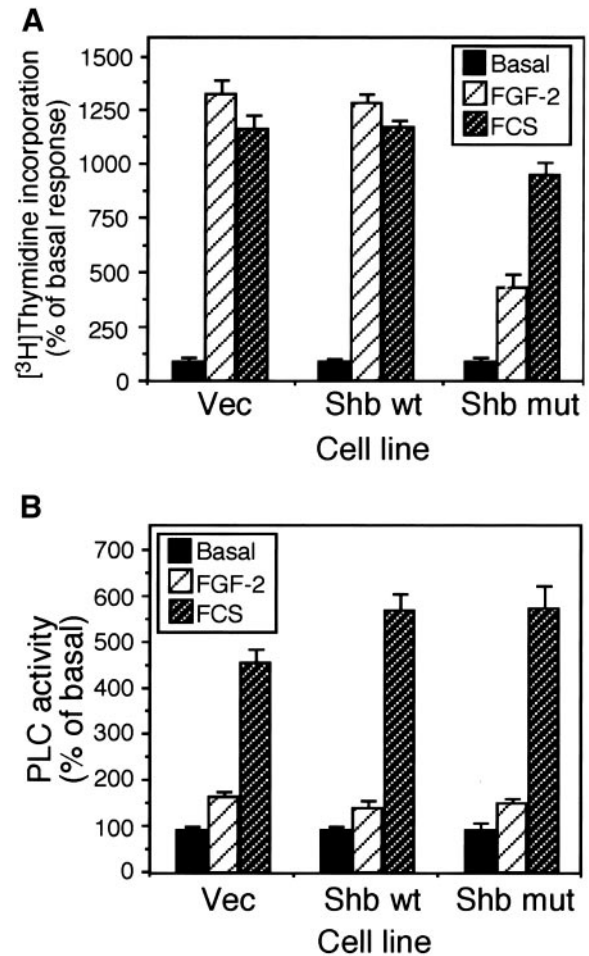 A
[³H]Thymidine incorporation
(% of basal response)
1500
1250
1000
750
500
250
0
Basal
FGF-2
FCS
Vec
Shb wt
Shb mut
Cell line
B
PLC activity
(% of basal)
700
600
500
400
300
200
100
0
Basal
FGF-2
FCS
Vec
Shb wt
Shb mut
Cell line